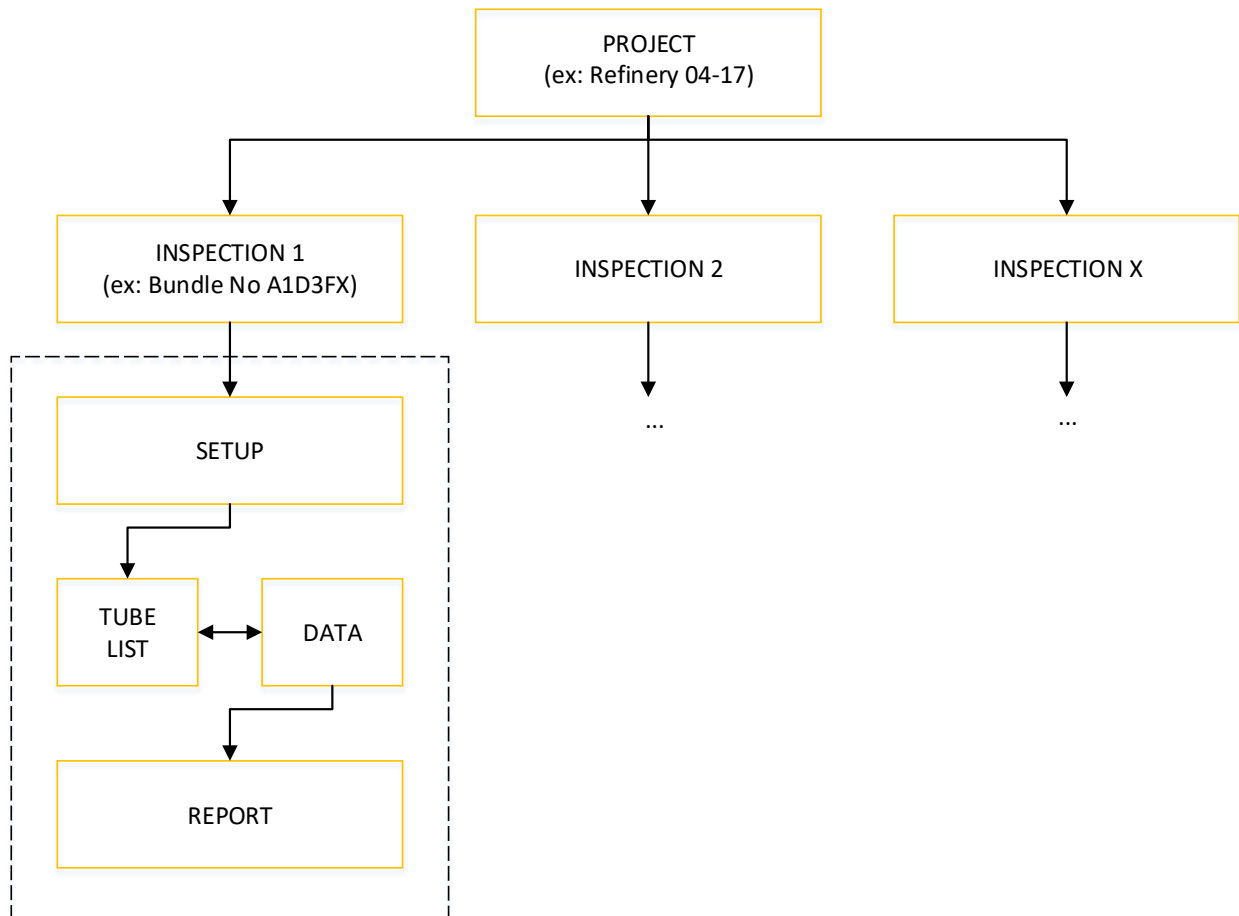 PROJECT
(ex: Refinery 04-17)
INSPECTION 1
(ex: Bundle No A1D3FX)
INSPECTION 2
INSPECTION X
SETUP
...
...
TUBE
LIST
DATA
REPORT